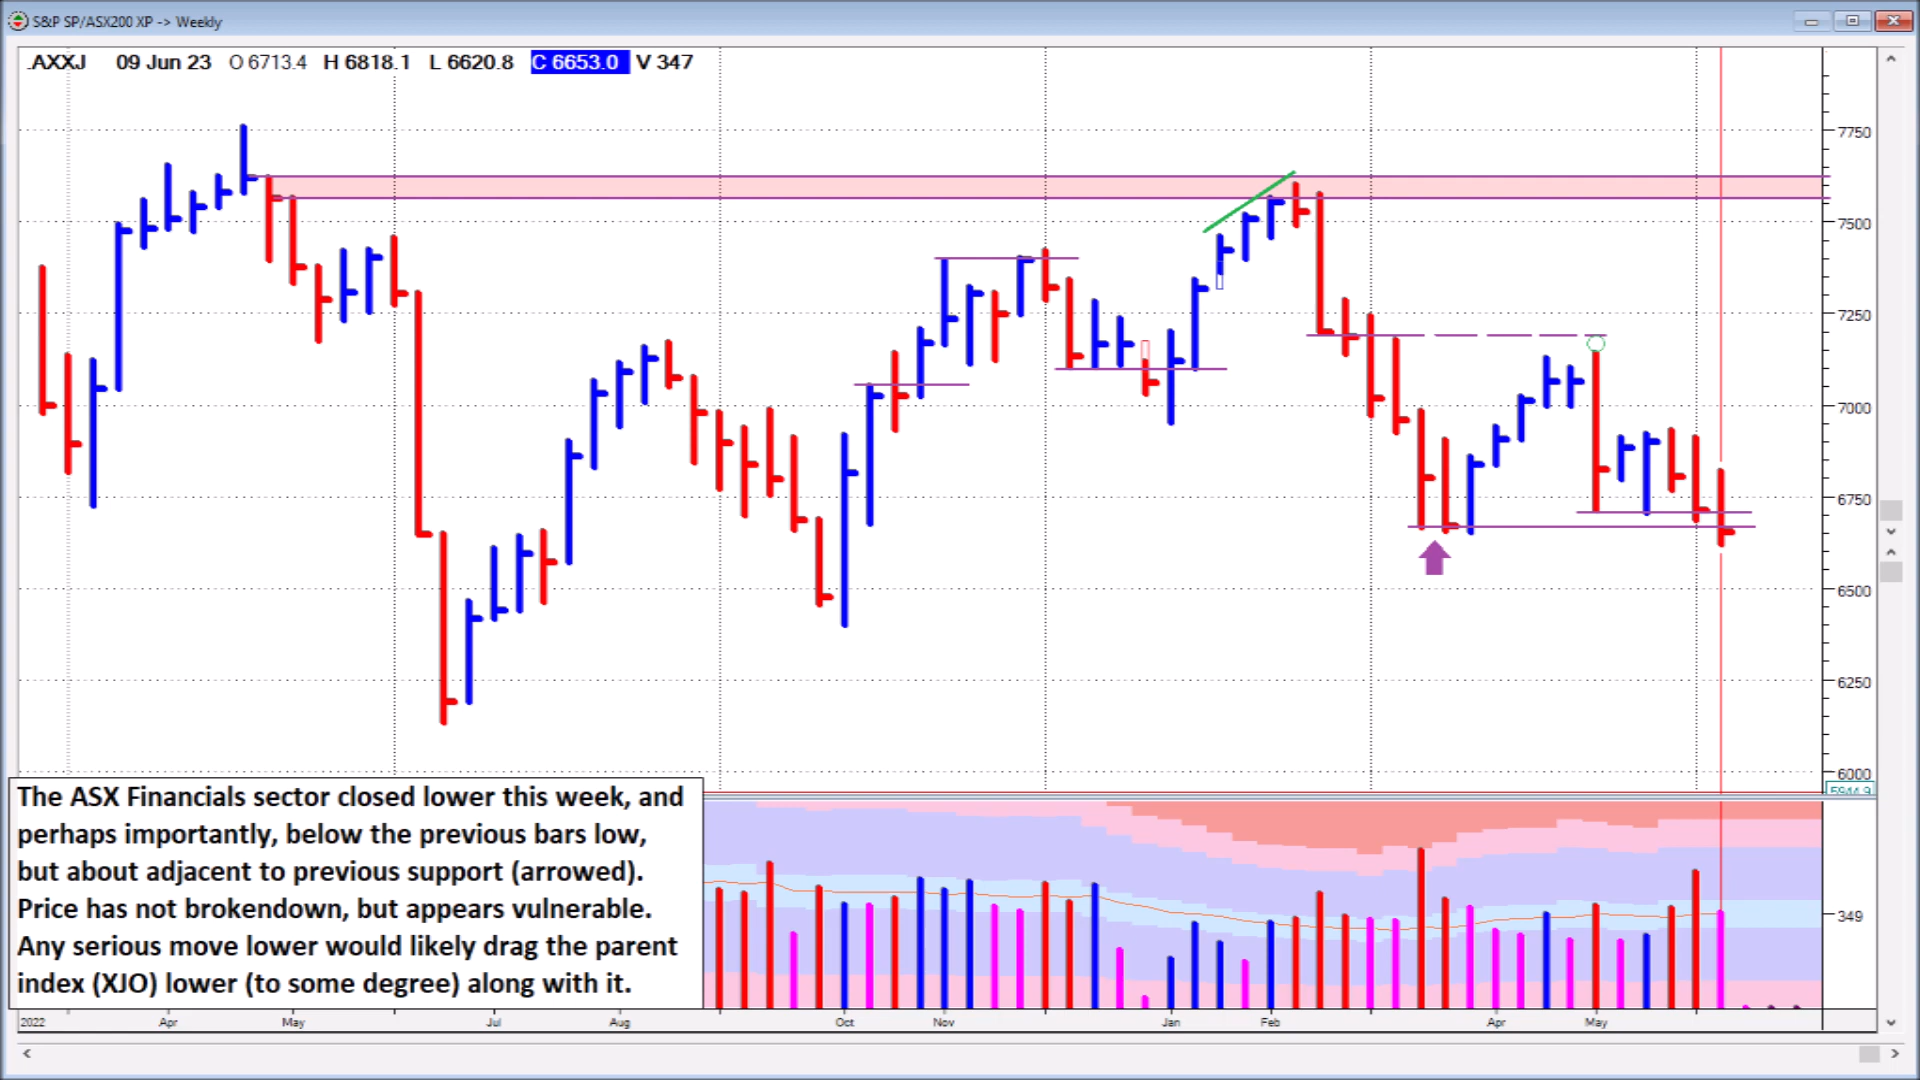 S&P SP/ASX200 XP -> Weekly
.AXXJ 09 Jun 23 O 6713.4 H 6818.1 L 6620.8 C 6653.0 V 347
7750
7500
7250
7000
6750
6500
6250
6000
5944.9
The ASX Financials sector closed lower this week, and
perhaps importantly, below the previous bars low,
but about adjacent to previous support (arrowed).
Price has not brokendown, but appears vulnerable.
Any serious move lower would likely drag the parent
index (XJO) lower (to some degree) along with it.
349
2022 Apr May Jul Aug Oct Nov Jan Feb Apr May